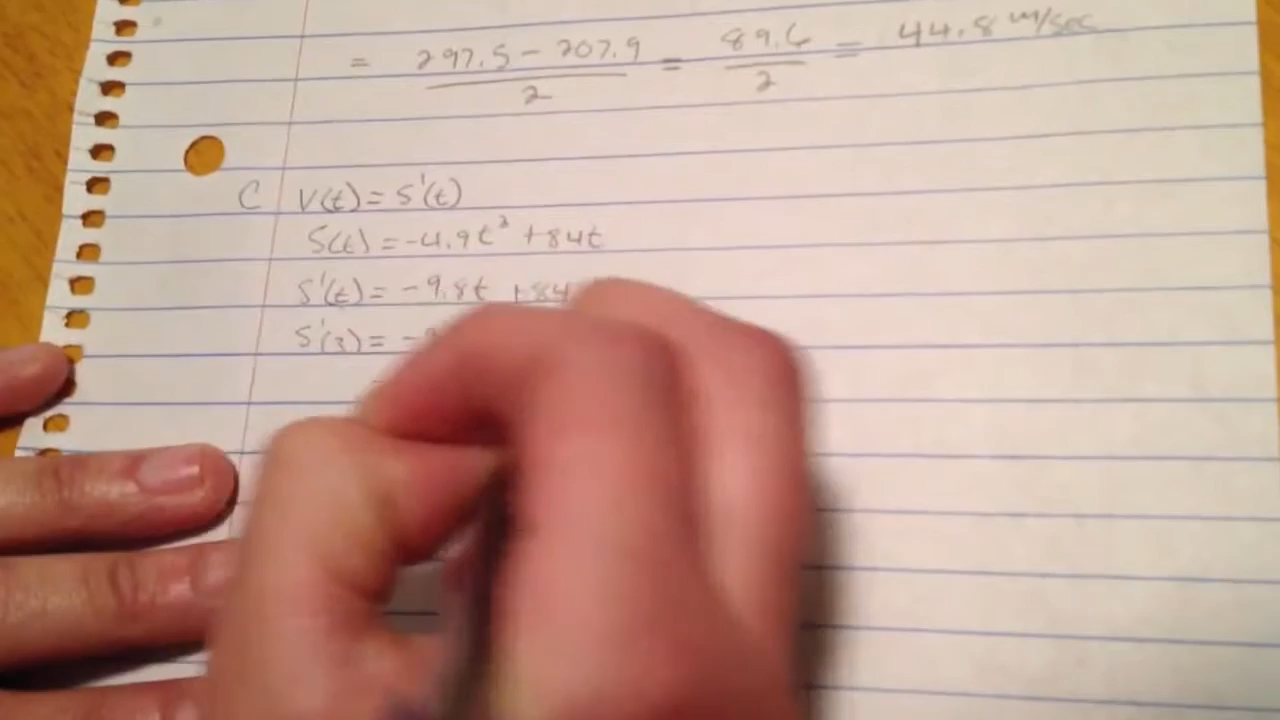 = 297.5 - 207.9 / 2 = 89.6 / 2 = 44.8 m/sec
C V(t) = S'(t)
S(t) = -4.9t² + 84t
S'(t) = -9.8t + 84
S'(3) = -